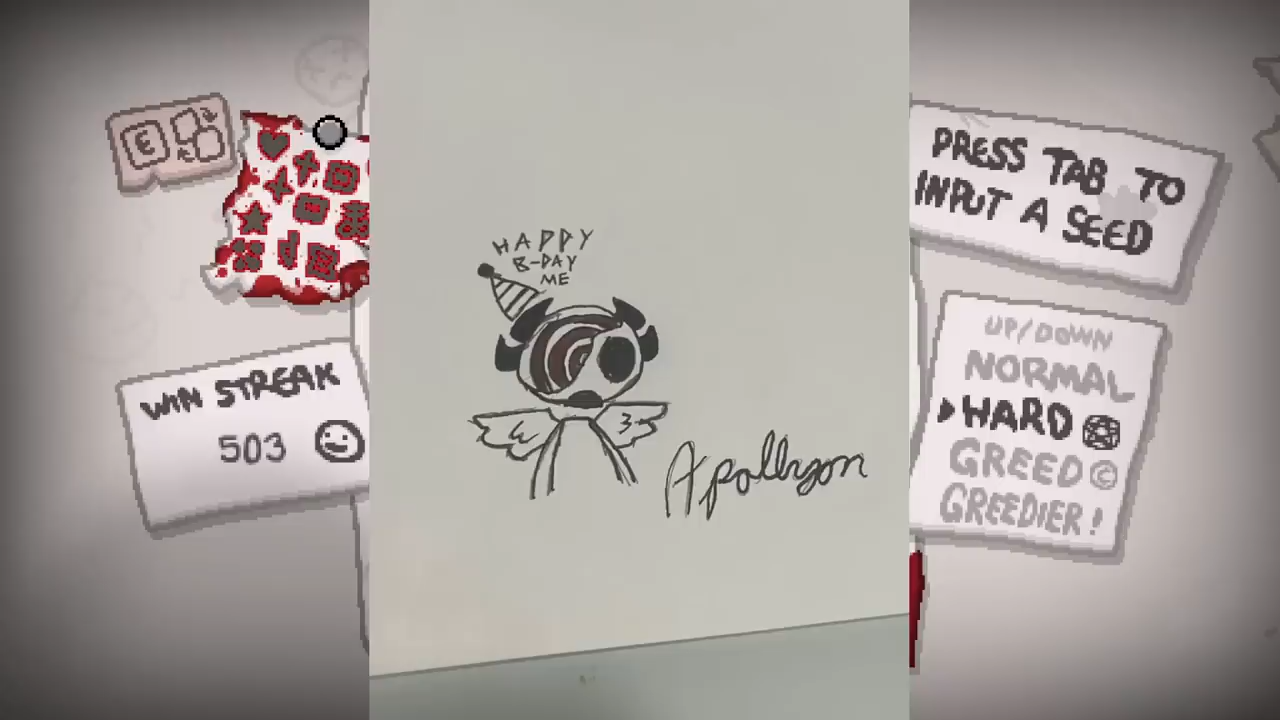 WIN STREAK
503
HAPPY
B-DAY
ME
Apollyon
PRESS TAB TO
INPUT A SEED
UP/DOWN
NORMAL
HARD
GREED
GREEDIER!